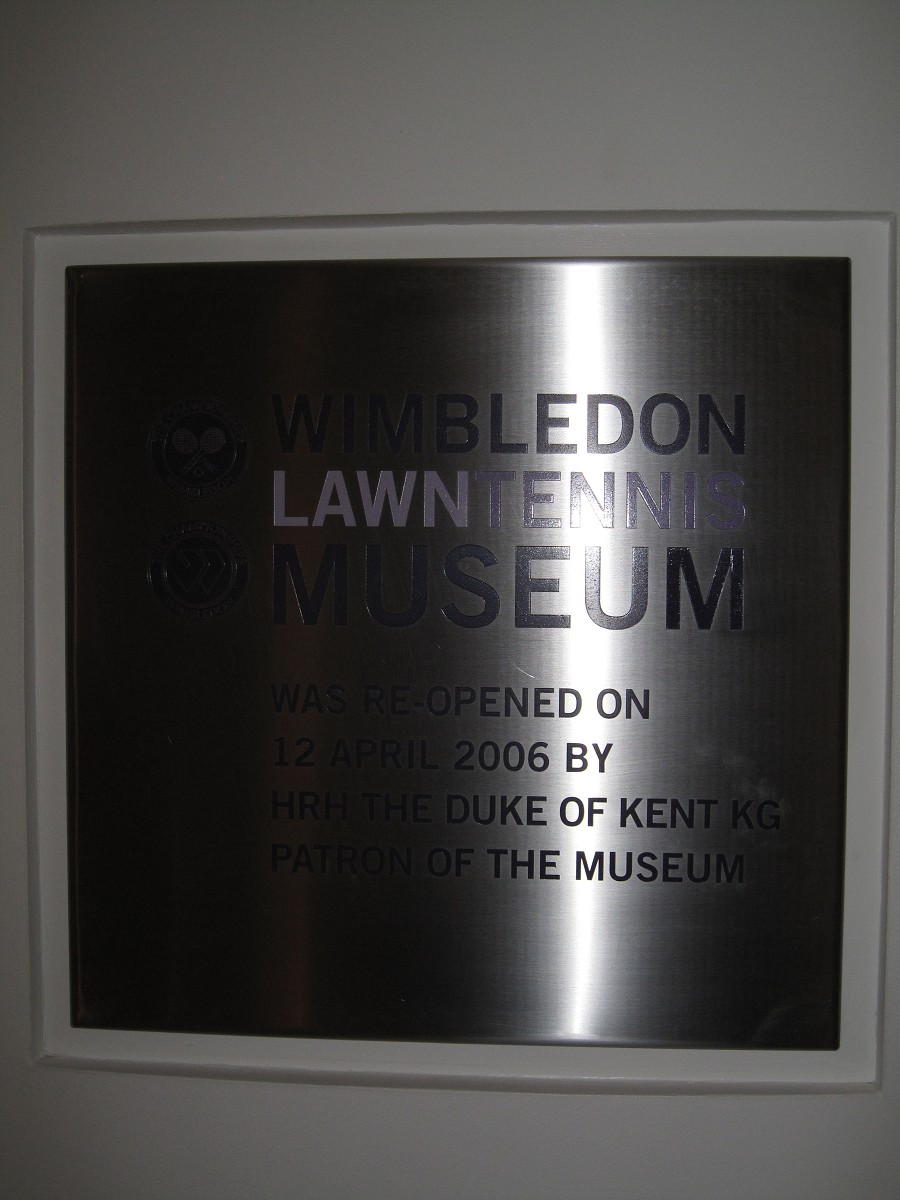 WIMBLEDON
LAWNTENNIS
MUSEUM
WAS RE-OPENED ON
12 APRIL 2006 BY
HRH THE DUKE OF KENT KG
PATRON OF THE MUSEUM